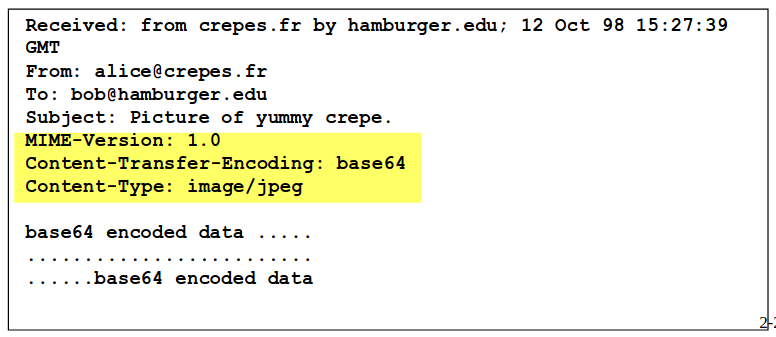 Received: from crepes.fr by hamburger.edu; 12 Oct 98 15:27:39
GMT
From: alice@crepes.fr
To: bob@hamburger.edu
Subject: Picture of yummy crepe.
MIME-Version: 1.0
Content-Transfer-Encoding: base64
Content-Type: image/jpeg

base64 encoded data .....
.........................
......base64 encoded data